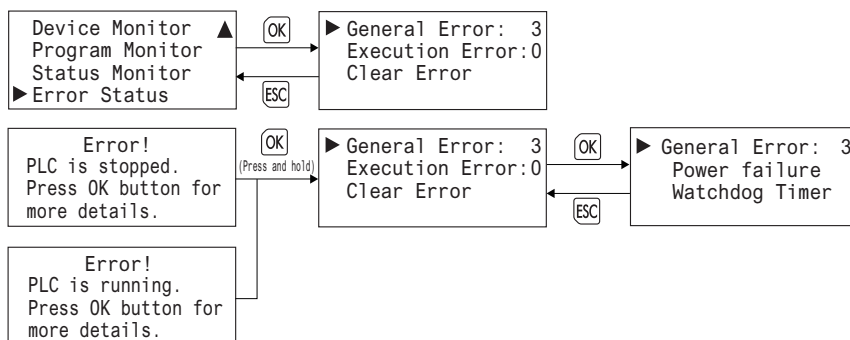 Device Monitor ▲
Program Monitor
Status Monitor
▶ Error Status
OK
ESC
▶ General Error: 3
Execution Error:0
Clear Error
Error!
PLC is stopped.
Press OK button for
more details.
OK
(Press and hold)
▶ General Error: 3
Execution Error:0
Clear Error
OK
ESC
▶ General Error: 3
Power failure
Watchdog Timer
Error!
PLC is running.
Press OK button for
more details.